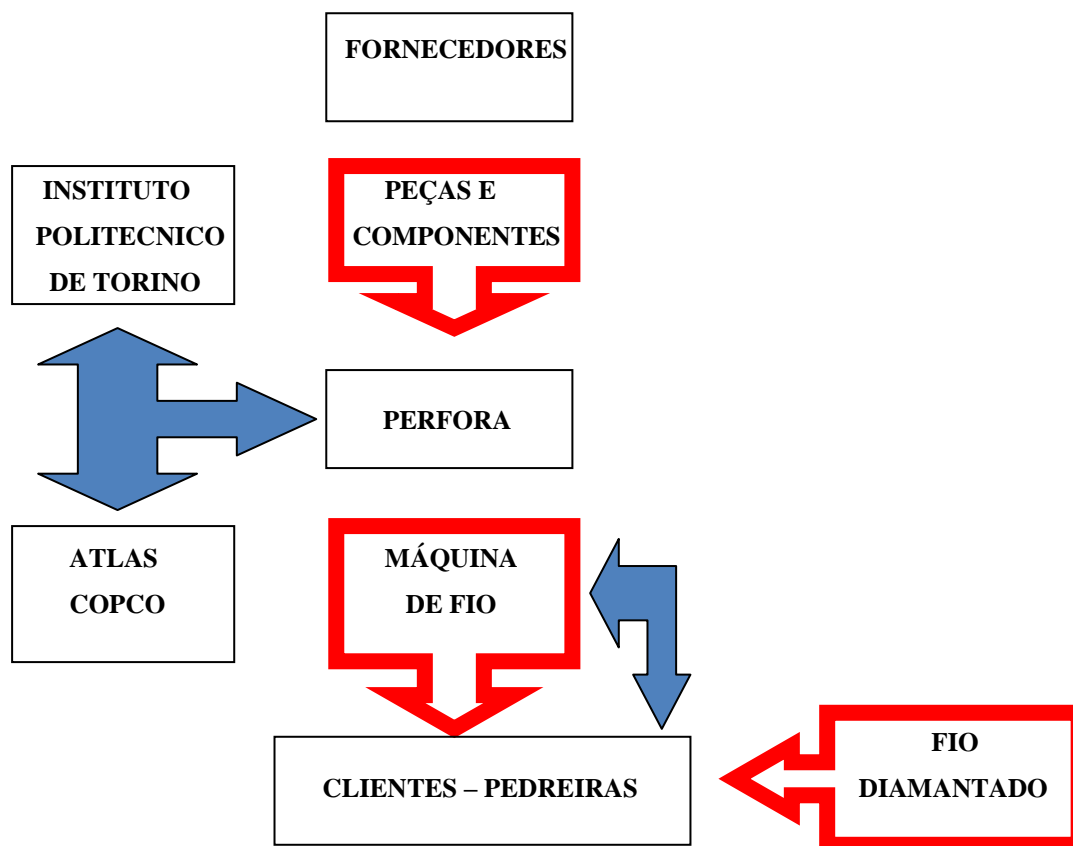 FORNECEDORES
INSTITUTO
POLITECNICO
DE TORINO
PEÇAS E
COMPONENTES
PERFORA
ATLAS
COPCO
MÁQUINA
DE FIO
FIO
DIAMANTADO
CLIENTES – PEDREIRAS